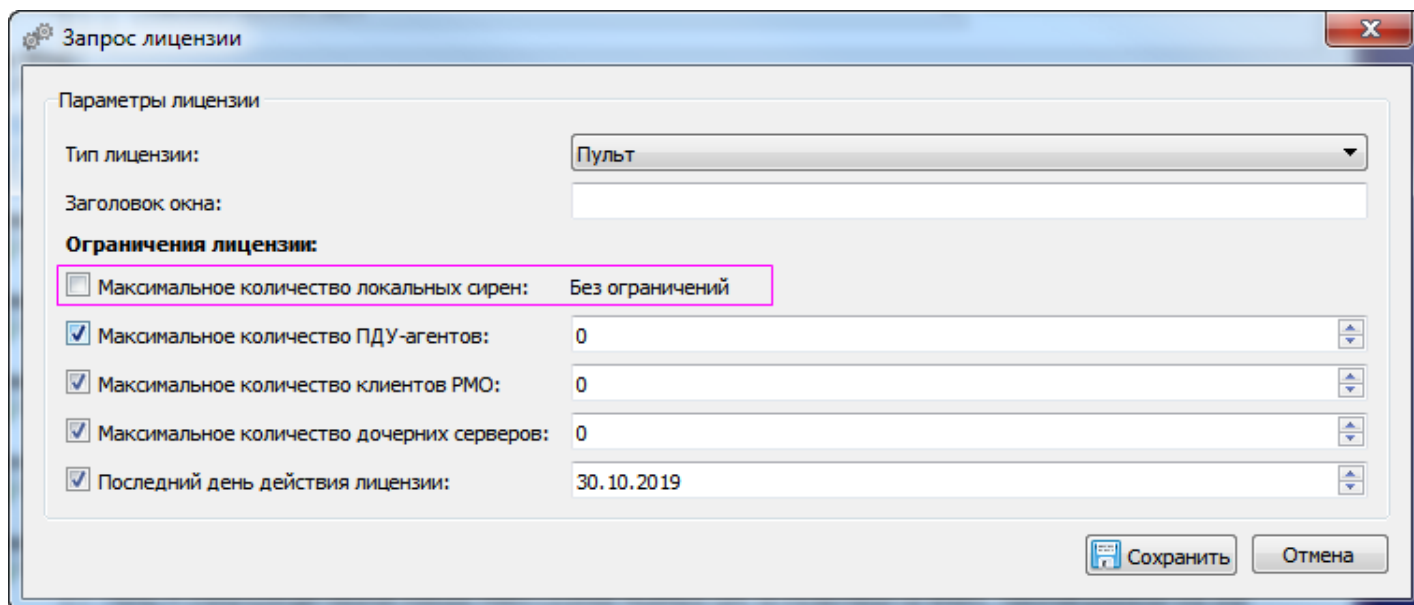 Запрос лицензии
Параметры лицензии
Тип лицензии: Пульт
Заголовок окна:
Ограничения лицензии:
Максимальное количество локальных сирен: Без ограничений
Максимальное количество ПДУ-агентов: 0
Максимальное количество клиентов РМО: 0
Максимальное количество дочерних серверов: 0
Последний день действия лицензии: 30.10.2019
Сохранить Отмена